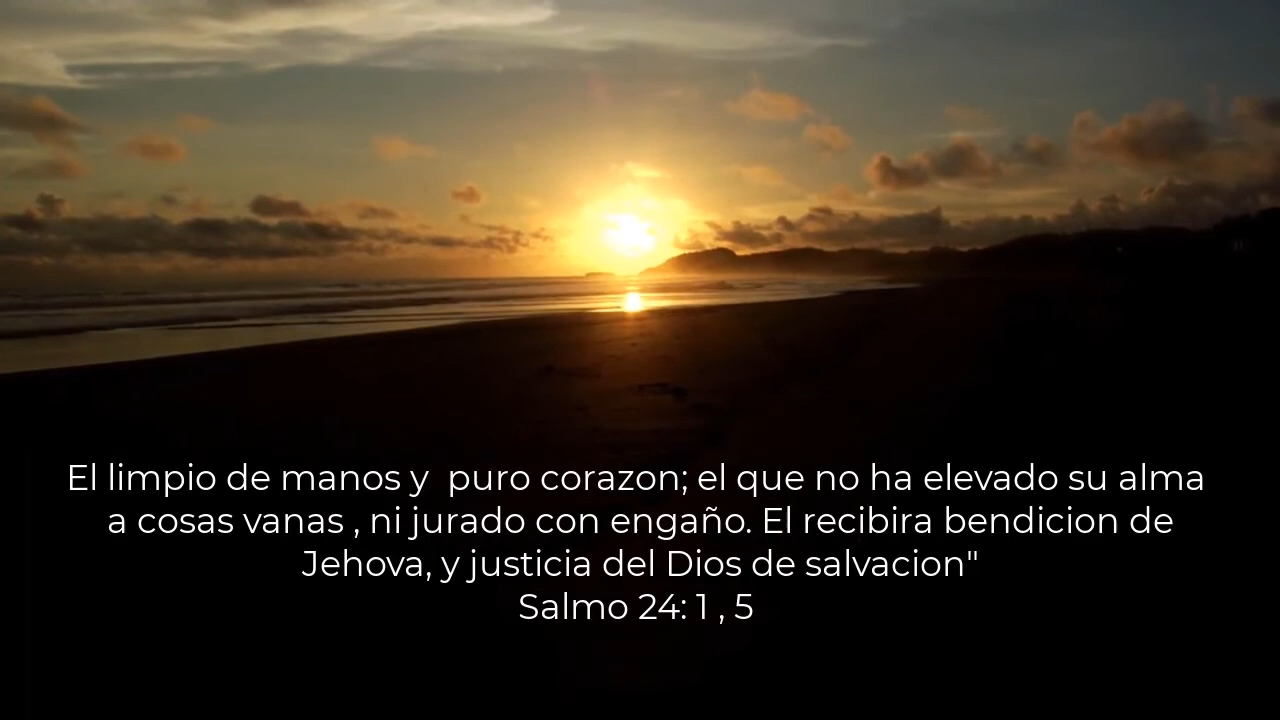 El limpio de manos y  puro corazon; el que no ha elevado su alma
a cosas vanas , ni jurado con engaño. El recibira bendicion de
Jehova, y justicia del Dios de salvacion"
Salmo 24: 1 , 5